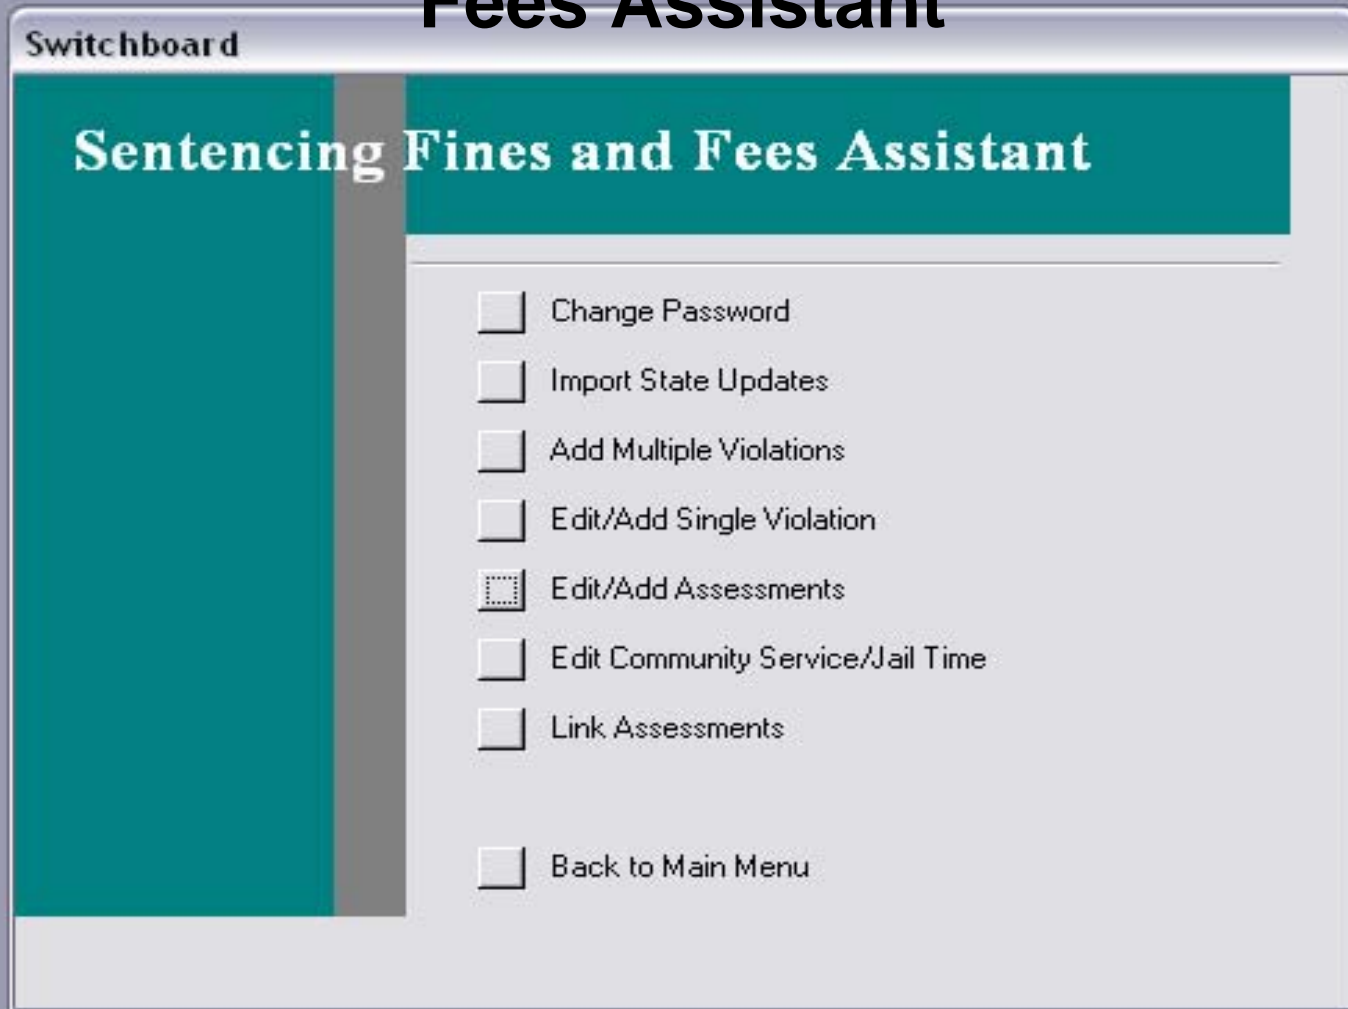 Fees Assistant
Switchboard
Sentencing Fines and Fees Assistant
Change Password
Import State Updates
Add Multiple Violations
Edit/Add Single Violation
Edit/Add Assessments
Edit Community Service/Jail Time
Link Assessments
Back to Main Menu